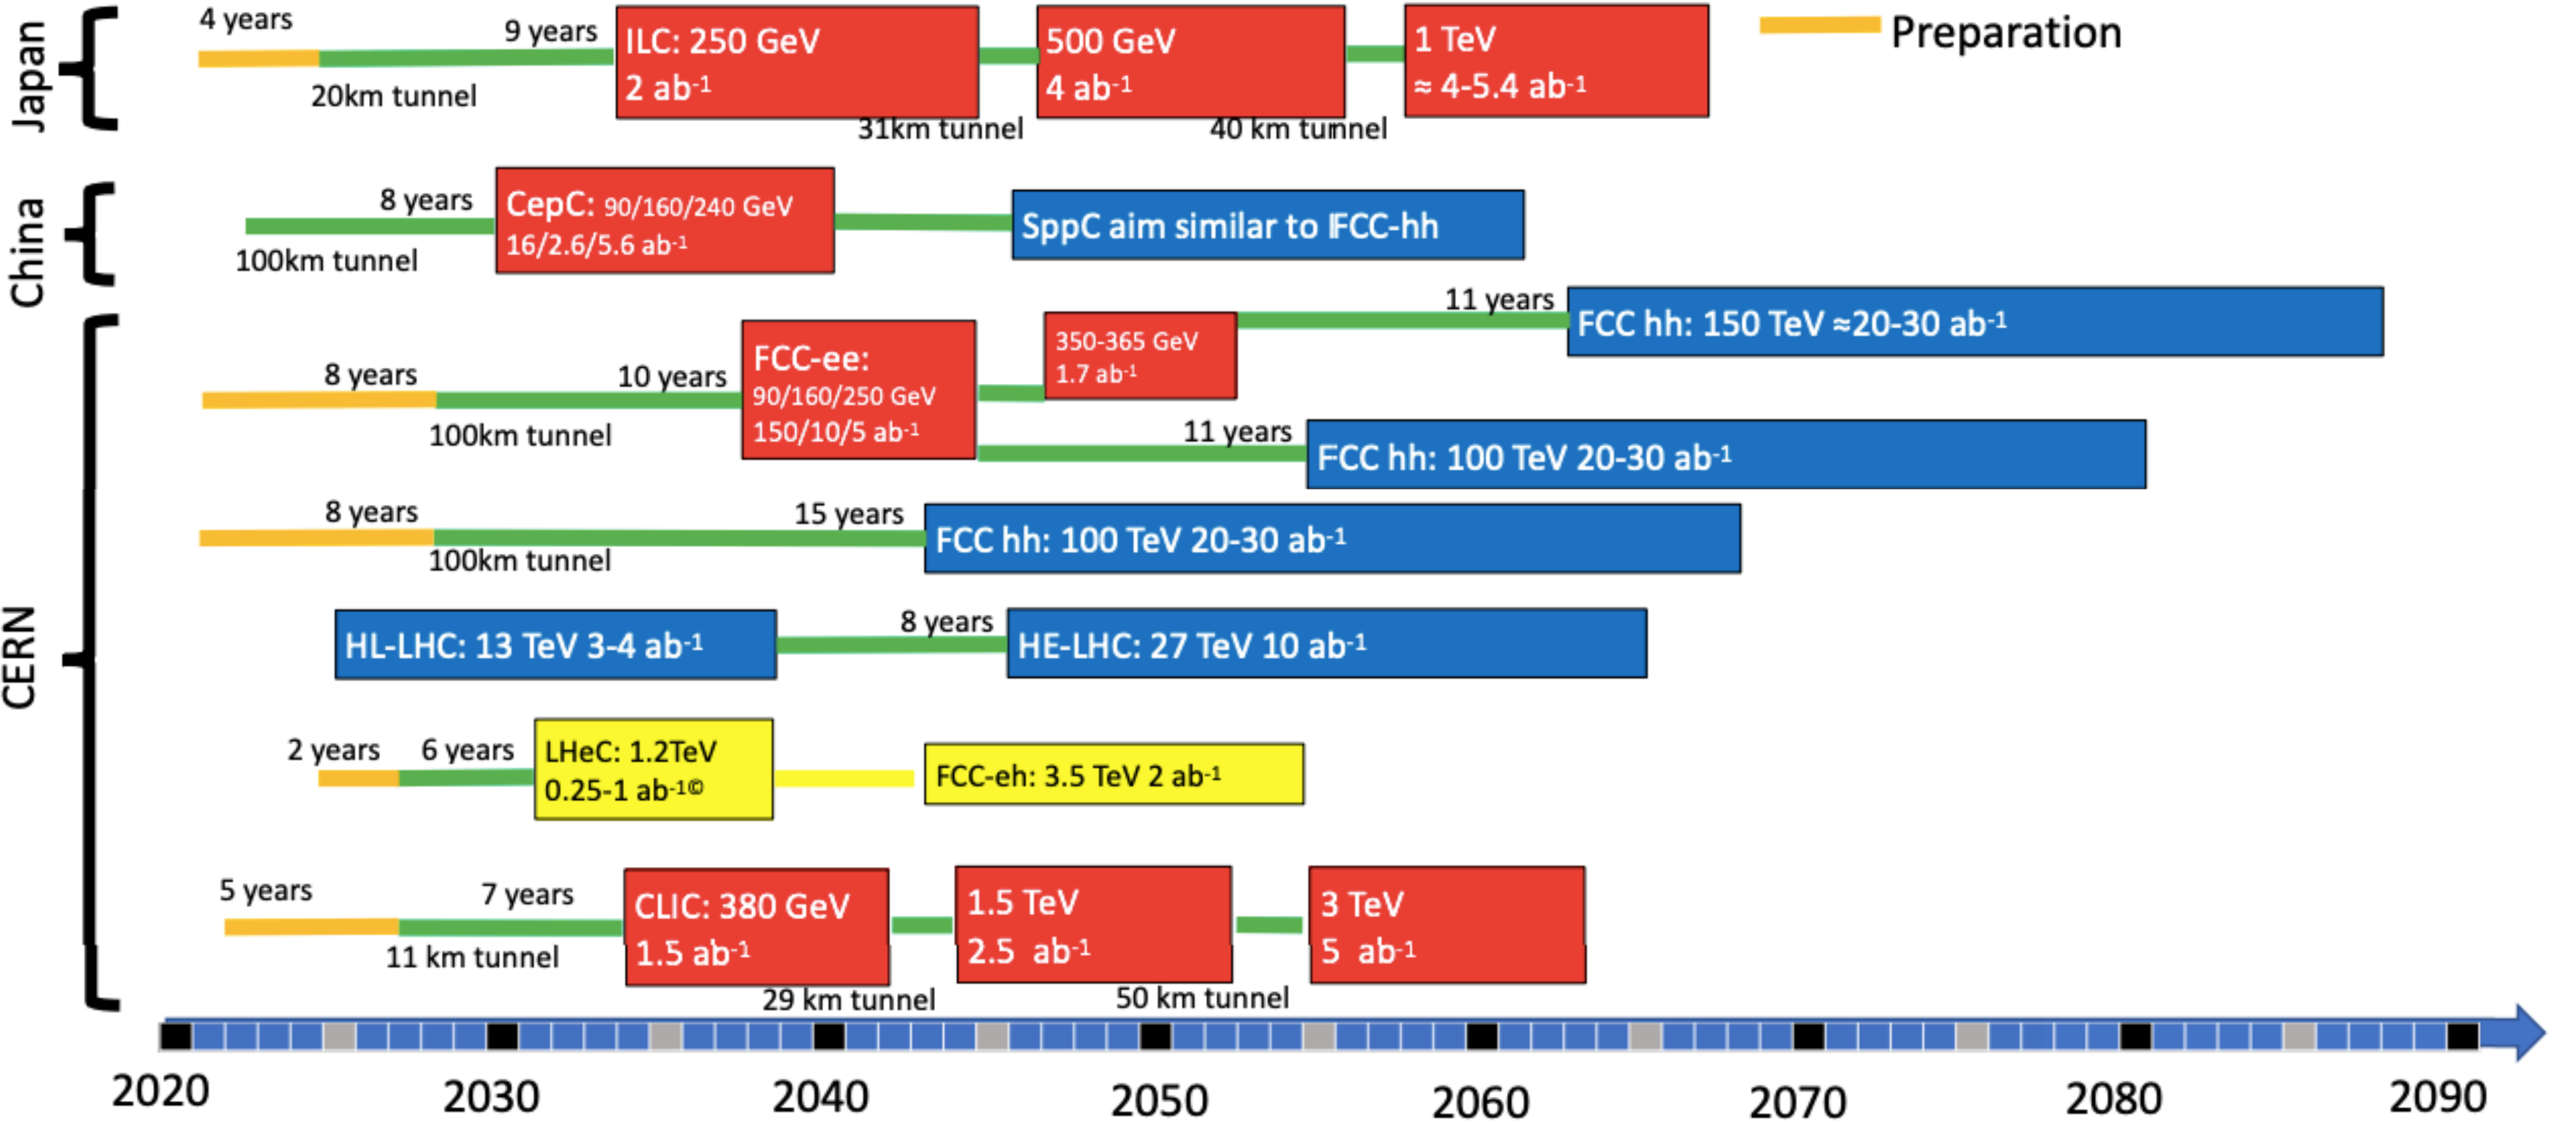 Japan
4 years
9 years
20km tunnel
ILC: 250 GeV
2 ab-1
31km tunnel
500 GeV
4 ab-1
40 km tunnel
1 TeV
≈ 4-5.4 ab-1
Preparation
China
8 years
100km tunnel
CepC: 90/160/240 GeV
16/2.6/5.6 ab-1
SppC aim similar to FCC-hh
CERN
8 years
10 years
100km tunnel
FCC-ee:
90/160/250 GeV
150/10/5 ab-1
350-365 GeV
1.7 ab-1
11 years
FCC hh: 150 TeV ≈20-30 ab-1
11 years
FCC hh: 100 TeV 20-30 ab-1
8 years
15 years
100km tunnel
FCC hh: 100 TeV 20-30 ab-1
HL-LHC: 13 TeV 3-4 ab-1
8 years
HE-LHC: 27 TeV 10 ab-1
2 years
6 years
LHeC: 1.2TeV
0.25-1 ab-1©
FCC-eh: 3.5 TeV 2 ab-1
5 years
7 years
11 km tunnel
CLIC: 380 GeV
1.5 ab-1
29 km tunnel
1.5 TeV
2.5 ab-1
50 km tunnel
3 TeV
5 ab-1
2020
2030
2040
2050
2060
2070
2080
2090